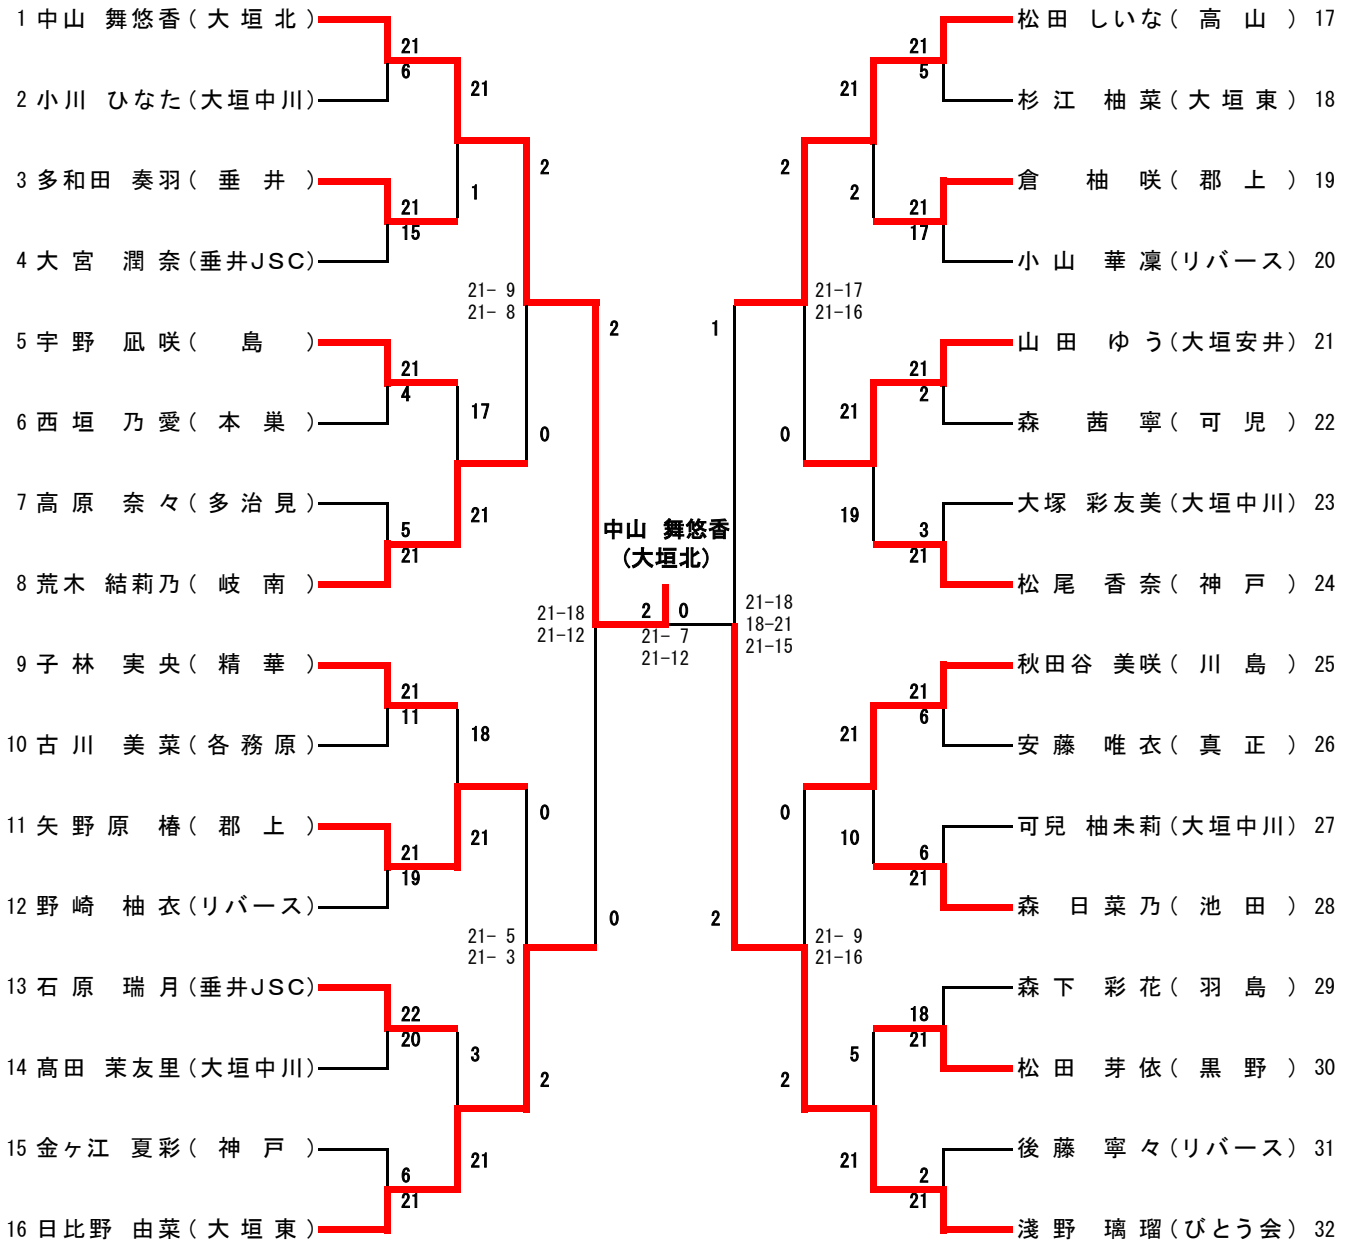 1 中山 舞悠香 (大垣北)
21
6
2 小川 ひなた (大垣中川)
21
3 多和田 奏羽 (垂井)
21
15
1
4 大宮 潤奈 (垂井JSC)
2
21- 9
21- 8
5 宇野 凪咲 (島)
21
4
17
6 西垣 乃愛 (本巣)
0
7 高原 奈々 (多治見)
5
21
21
8 荒木 結莉乃 (岐南)
2
21-18
21-12
9 子林 実央 (精華)
21
11
18
10 古川 美菜 (各務原)
0
11 矢野原 椿 (郡上)
21
19
21
12 野崎 柚衣 (リバース)
0
21- 5
21- 3
13 石原 瑞月 (垂井JSC)
22
20
3
14 髙田 茉友里 (大垣中川)
2
15 金ヶ江 夏彩 (神戸)
6
21
21
16 日比野 由菜 (大垣東)
中山 舞悠香
(大垣北)
2 0
21- 7
21-12
松田 しいな (高山) 17
21
5
21
杉江 柚菜 (大垣東) 18
2
倉 柚咲 (郡上) 19
21
17
2
小山 華凜 (リバース) 20
21-17
21-16
1
山田 ゆう (大垣安井) 21
21
2
21
森 茜寧 (可児) 22
0
大塚 彩友美 (大垣中川) 23
3
21
19
松尾 香奈 (神戸) 24
21-18
18-21
21-15
秋田谷 美咲 (川島) 25
21
6
21
安藤 唯衣 (真正) 26
0
可兒 柚未莉 (大垣中川) 27
6
21
10
森 日菜乃 (池田) 28
2
21- 9
21-16
森下 彩花 (羽島) 29
18
21
5
松田 芽依 (黒野) 30
2
後藤 寧々 (リバース) 31
2
21
21
淺野 璃瑠 (びとう会) 32